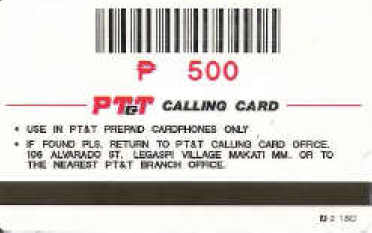 ₱ 500
PT&T CALLING CARD
• USE IN PT&T PREPAID CARDPHONES ONLY
• IF FOUND PLS. RETURN TO PT&T CALLING CARD OFFICE,
106 ALVARADO ST. LEGASPI VILLAGE MAKATI MM. OR TO
THE NEAREST PT&T BRANCH OFFICE.